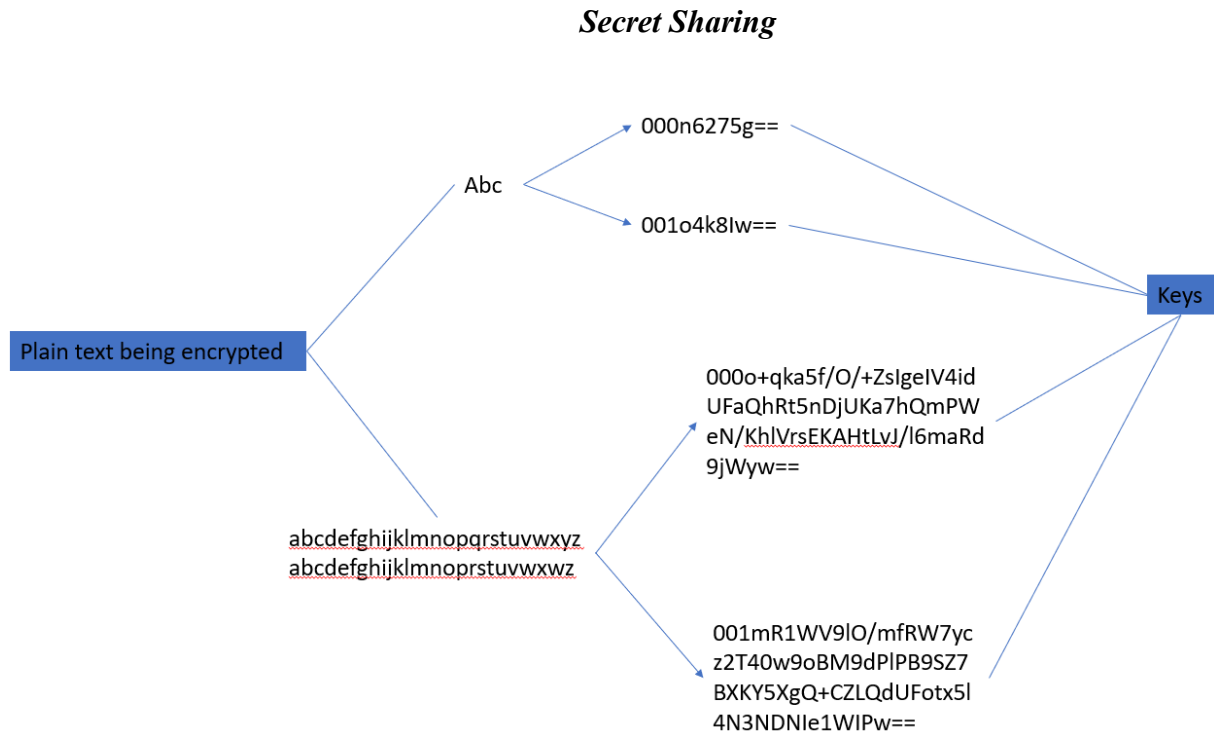 Secret Sharing
000n6275g==
Abc
001o4k8Iw==
Keys
Plain text being encrypted
000o+qka5f/O/+ZsIgeIV4id
UFaQhRt5nDjUKa7hQmPW
eN/KhlVrsEKAHtLvJ/l6maRd
9jWyw==
abcdefghijklmnopqrstuvwxyz
abcdefghijklmnoprstuvwxwz
001mR1WV9lO/mfRW7yc
z2T40w9oBM9dPlPB9SZ7
BXKY5XgQ+CZLQdUFotx5l
4N3NDNIe1WIPw==